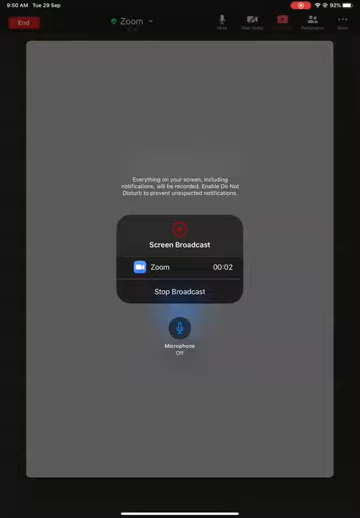 9:50 AM Tue 29 Sep
92%
End
Zoom
Mute
Start Video
Participants
More
Everything on your screen, including
notifications, will be recorded. Enable Do Not
Disturb to prevent unexpected notifications.
Screen Broadcast
Zoom 00:02
Stop Broadcast
Microphone
Off